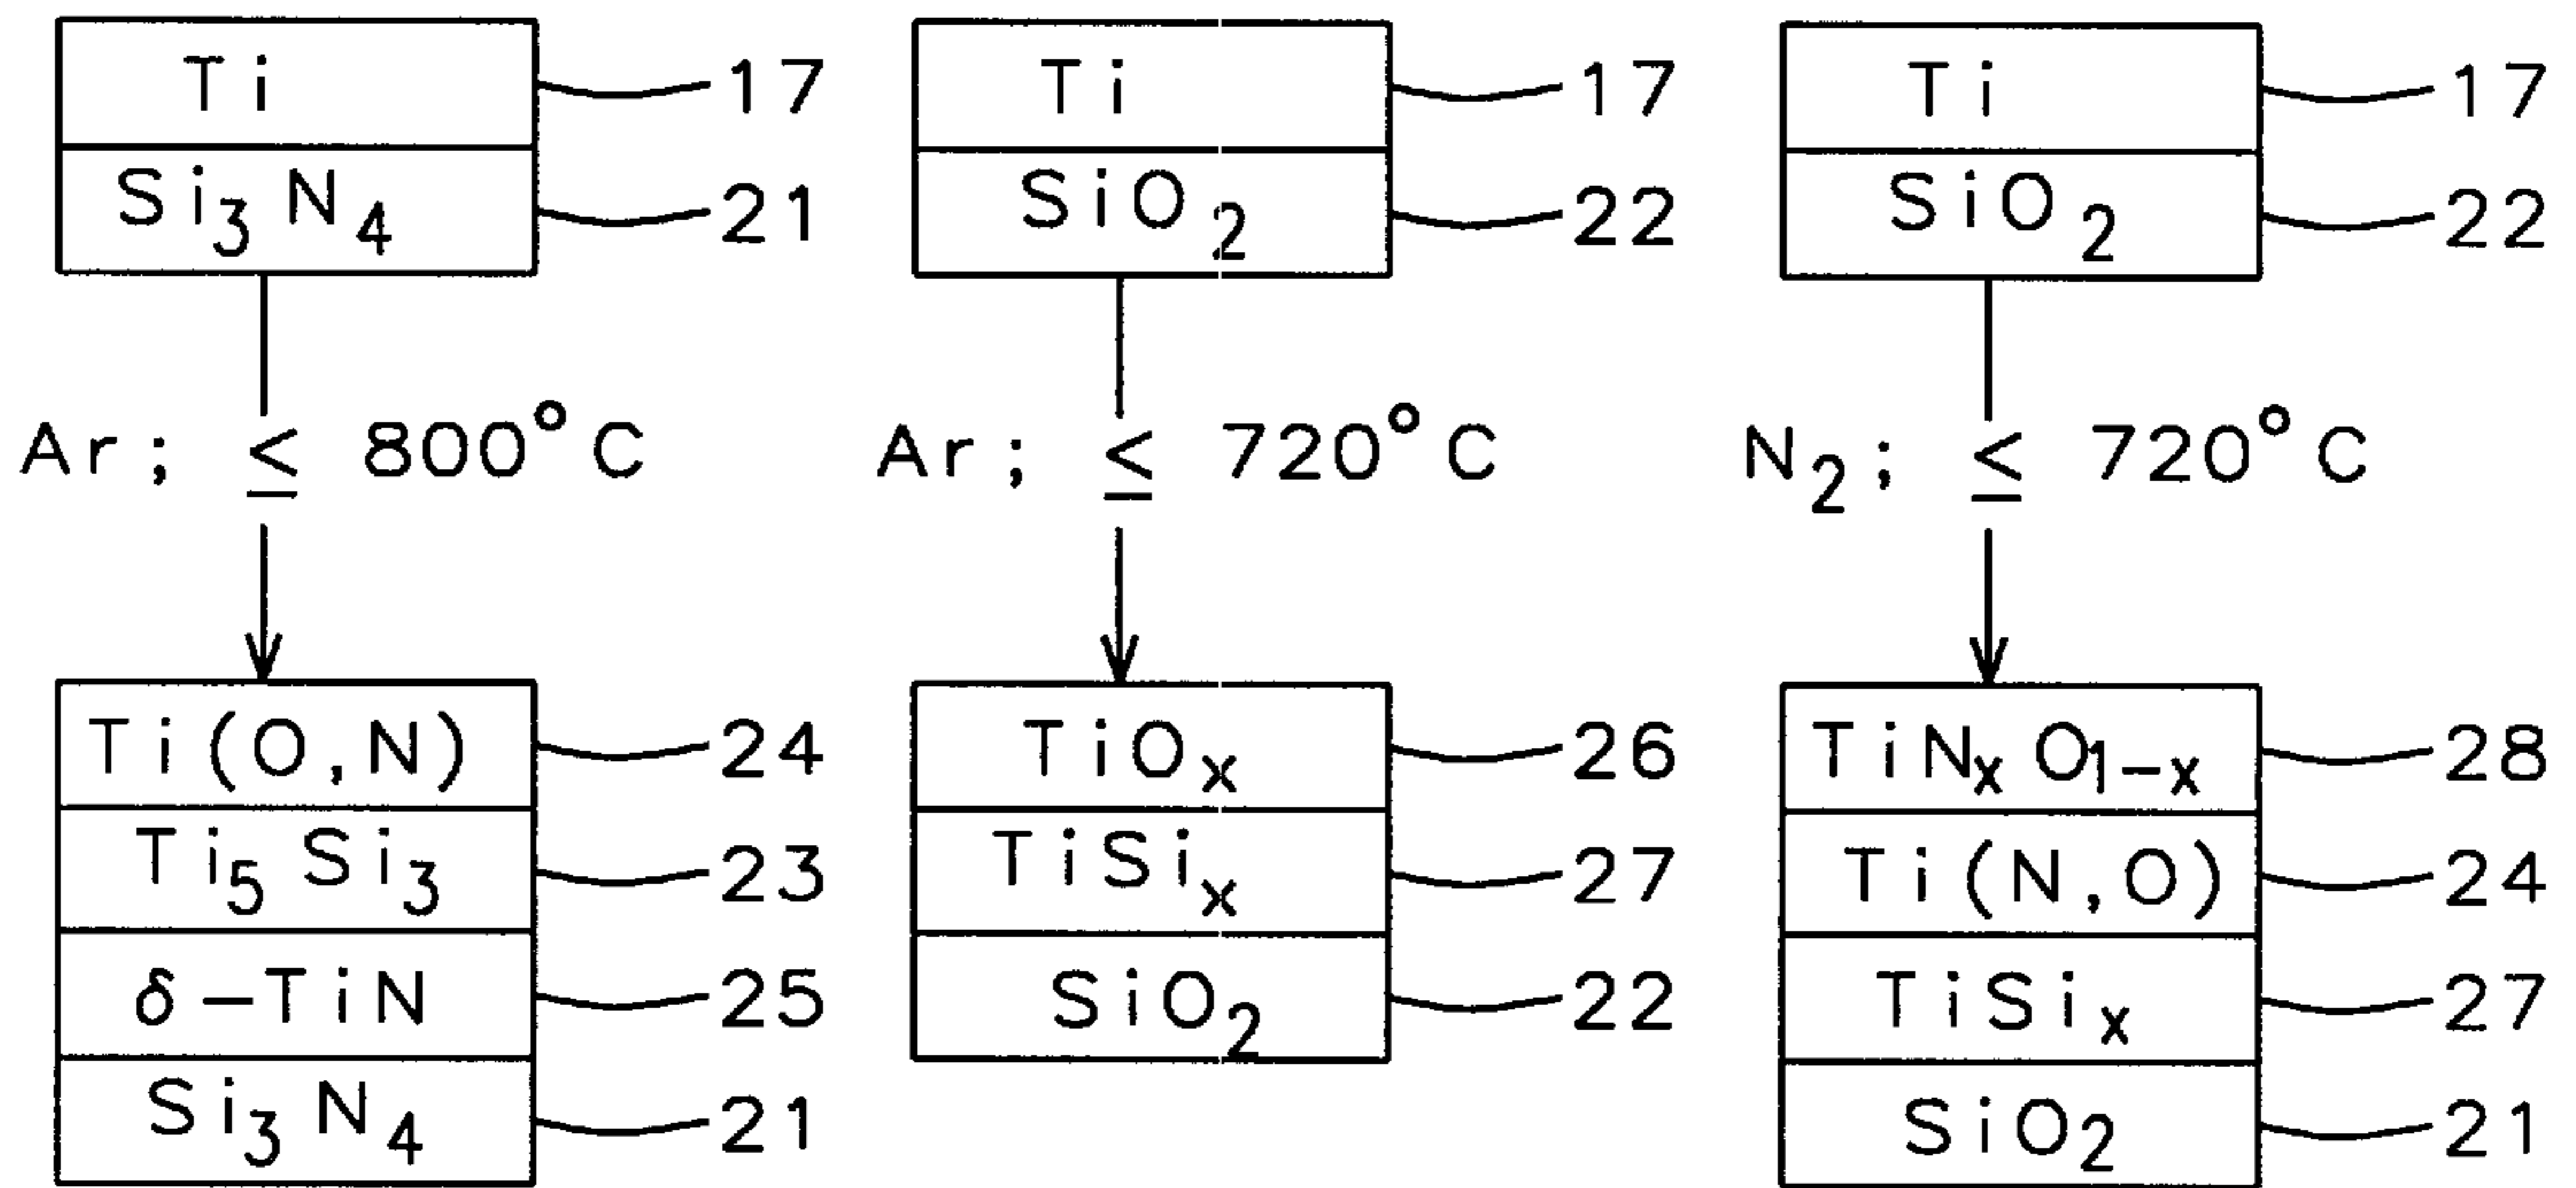 Ti 17
Si3N4 21
Ar; ≤ 800°C
Ti(O,N) 24
Ti5Si3 23
δ-TiN 25
Si3N4 21
Ti 17
SiO2 22
Ar; ≤ 720°C
TiOx 26
TiSix 27
SiO2 22
Ti 17
SiO2 22
N2; ≤ 720°C
TiNxO1-x 28
Ti(N,O) 24
TiSix 27
SiO2 21